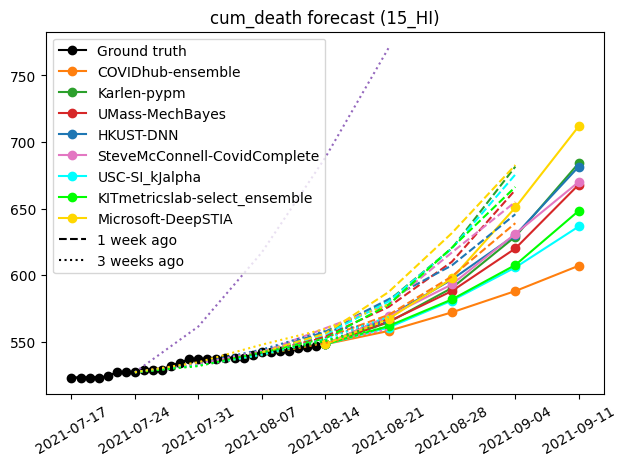 cum_death forecast (15_HI)
750
700
650
600
550
Ground truth
COVIDhub-ensemble
Karlen-pypm
UMass-MechBayes
HKUST-DNN
SteveMcConnell-CovidComplete
USC-SI_kJalpha
KITmetricslab-select_ensemble
Microsoft-DeepSTIA
1 week ago
3 weeks ago
2021-07-17
2021-07-24
2021-07-31
2021-08-07
2021-08-14
2021-08-21
2021-08-28
2021-09-04
2021-09-11